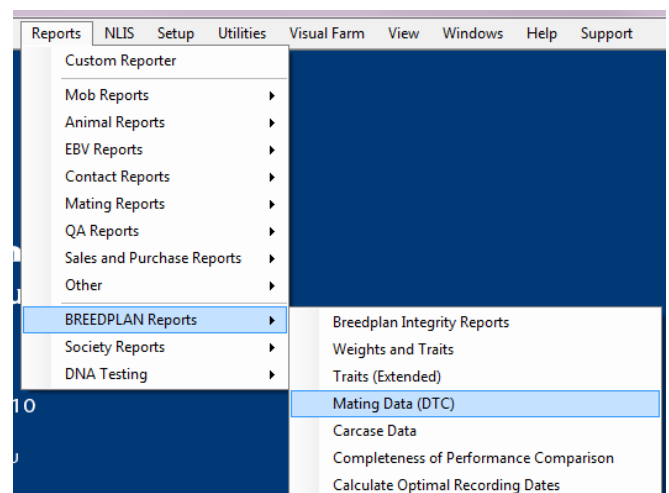 Reports NLIS Setup Utilities Visual Farm View Windows Help Support
Custom Reporter
Mob Reports
Animal Reports
EBV Reports
Contact Reports
Mating Reports
QA Reports
Sales and Purchase Reports
Other
BREEDPLAN Reports
Society Reports
DNA Testing
Breedplan Integrity Reports
Weights and Traits
Traits (Extended)
Mating Data (DTC)
Carcase Data
Completeness of Performance Comparison
Calculate Optimal Recording Dates
10